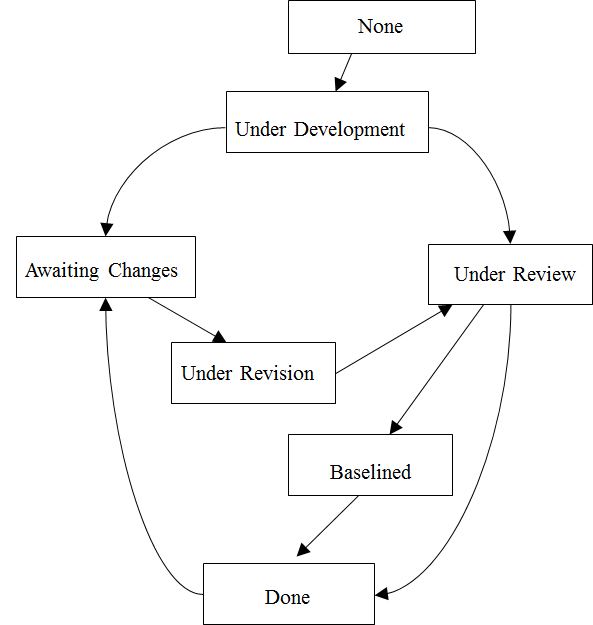 None
Under Development
Awaiting Changes
Under Review
Under Revision
Baselined
Done